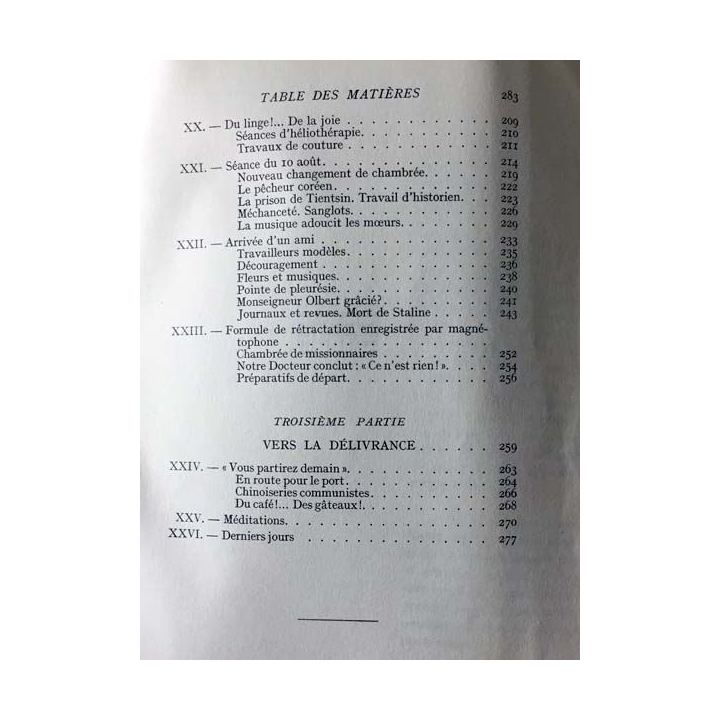 TABLE DES MATIÈRES 283
XX. — Du linge!... De la joie . . . . . . . . . . . 209
Séances d'héliothérapie. . . . . . . . . . . 210
Travaux de couture . . . . . . . . . . . 211
XXI. — Séance du 10 août. . . . . . . . . . . . . 214
Nouveau changement de chambrée. . . . . . 219
Le pêcheur coréen. . . . . . . . . . . . 222
La prison de Tientsin. Travail d'historien. . . 223
Méchanceté. Sanglots. . . . . . . . . . . 226
La musique adoucit les mœurs. . . . . . . . 229
XXII. — Arrivée d'un ami . . . . . . . . . . . . . 233
Travailleurs modèles. . . . . . . . . . . 235
Découragement . . . . . . . . . . . . . 236
Fleurs et musiques. . . . . . . . . . . . 238
Pointe de pleurésie. . . . . . . . . . . . 240
Monseigneur Olbert grâcié? . . . . . . . . 241
Journaux et revues. Mort de Staline . . . . . 243
XXIII. — Formule de rétractation enregistrée par magné-
tophone . . . . . . . . . . . . . . .
Chambrée de missionnaires . . . . . . . . 252
Notre Docteur conclut : « Ce n'est rien ! ». . . . 254
Préparatifs de départ. . . . . . . . . . . 256
TROISIÈME PARTIE
VERS LA DÉLIVRANCE . . . . . . 259
XXIV. — « Vous partirez demain ». . . . . . . . . . . 263
En route pour le port . . . . . . . . . . . 264
Chinoiseries communistes. . . . . . . . . . 266
Du café!... Des gâteaux!. . . . . . . . . . 268
XXV. — Méditations. . . . . . . . . . . . . . . . 270
XXVI. — Derniers jours . . . . . . . . . . . . . . 277